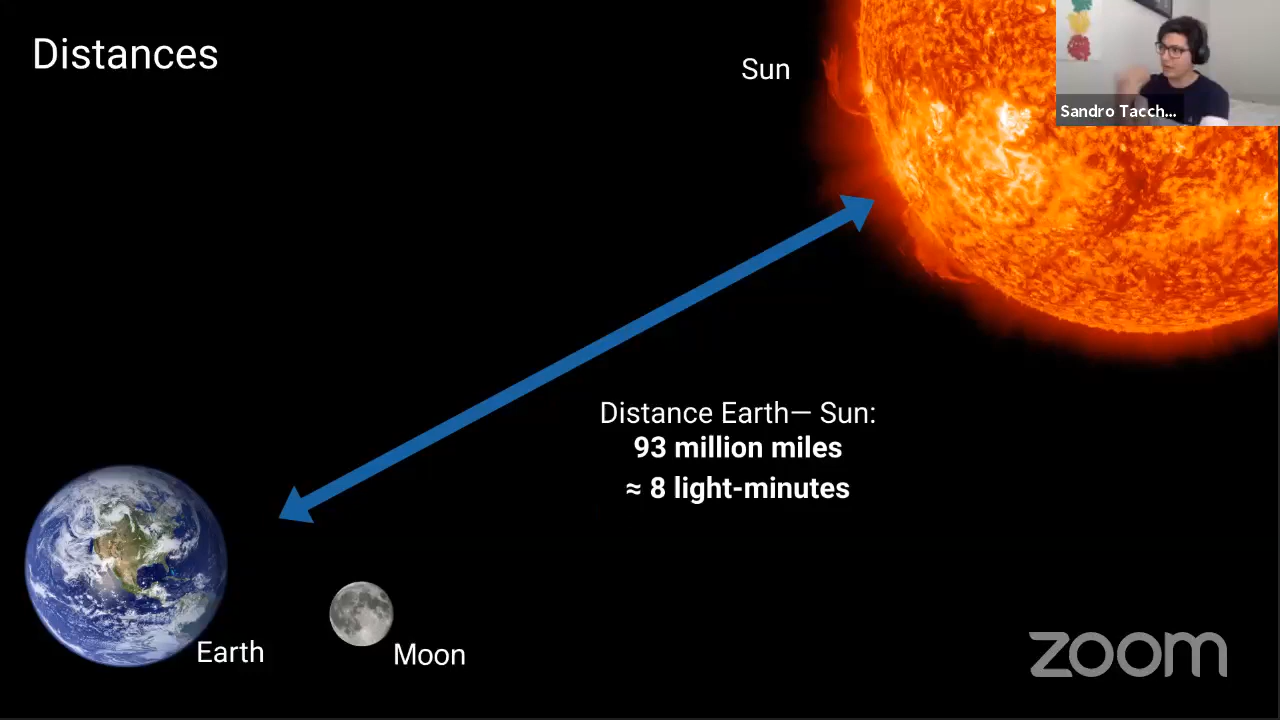 Distances
Sun
Sandro Tacch...
Distance Earth— Sun:
93 million miles
≈ 8 light-minutes
Earth
Moon
zoom